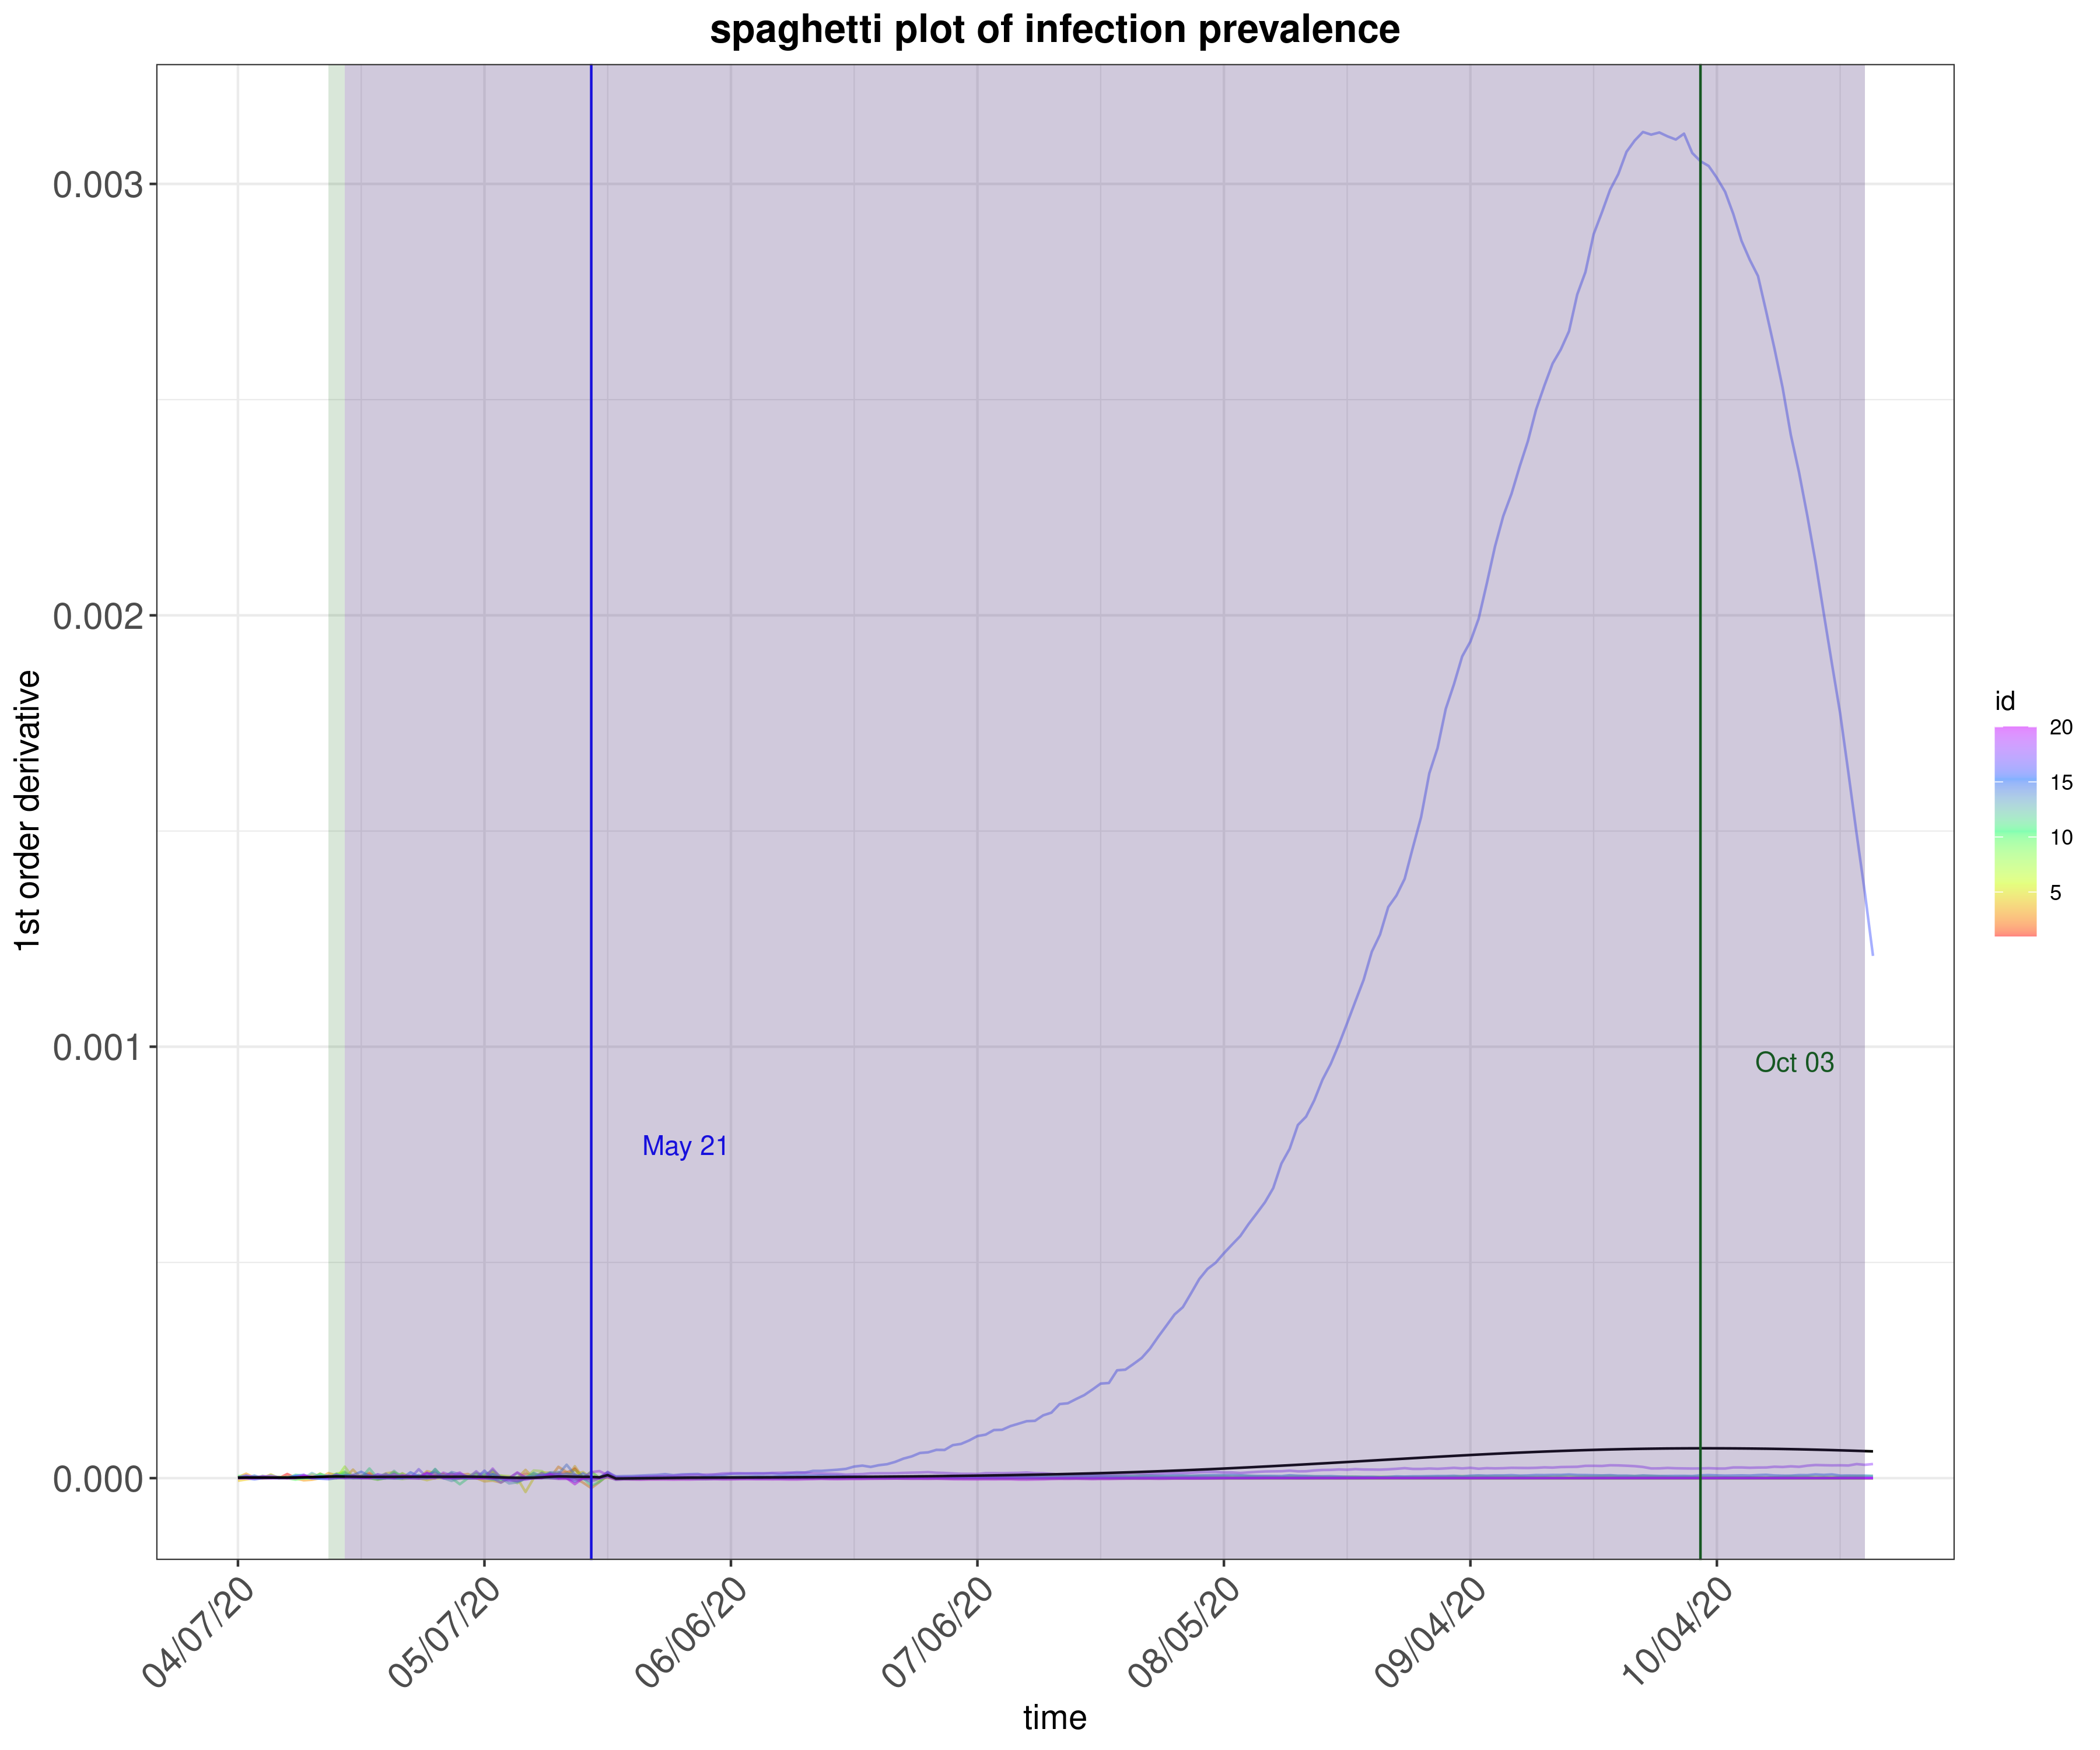 spaghetti plot of infection prevalence
1st order derivative
0.003
0.002
0.001
0.000
May 21
Oct 03
04/07/20
05/07/20
06/06/20
07/06/20
08/05/20
09/04/20
10/04/20
time
id
20
15
10
5